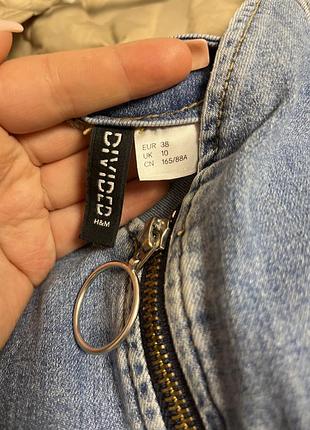 DIVIDED
H&M
EUR 38
UK 10
CN 165/88A